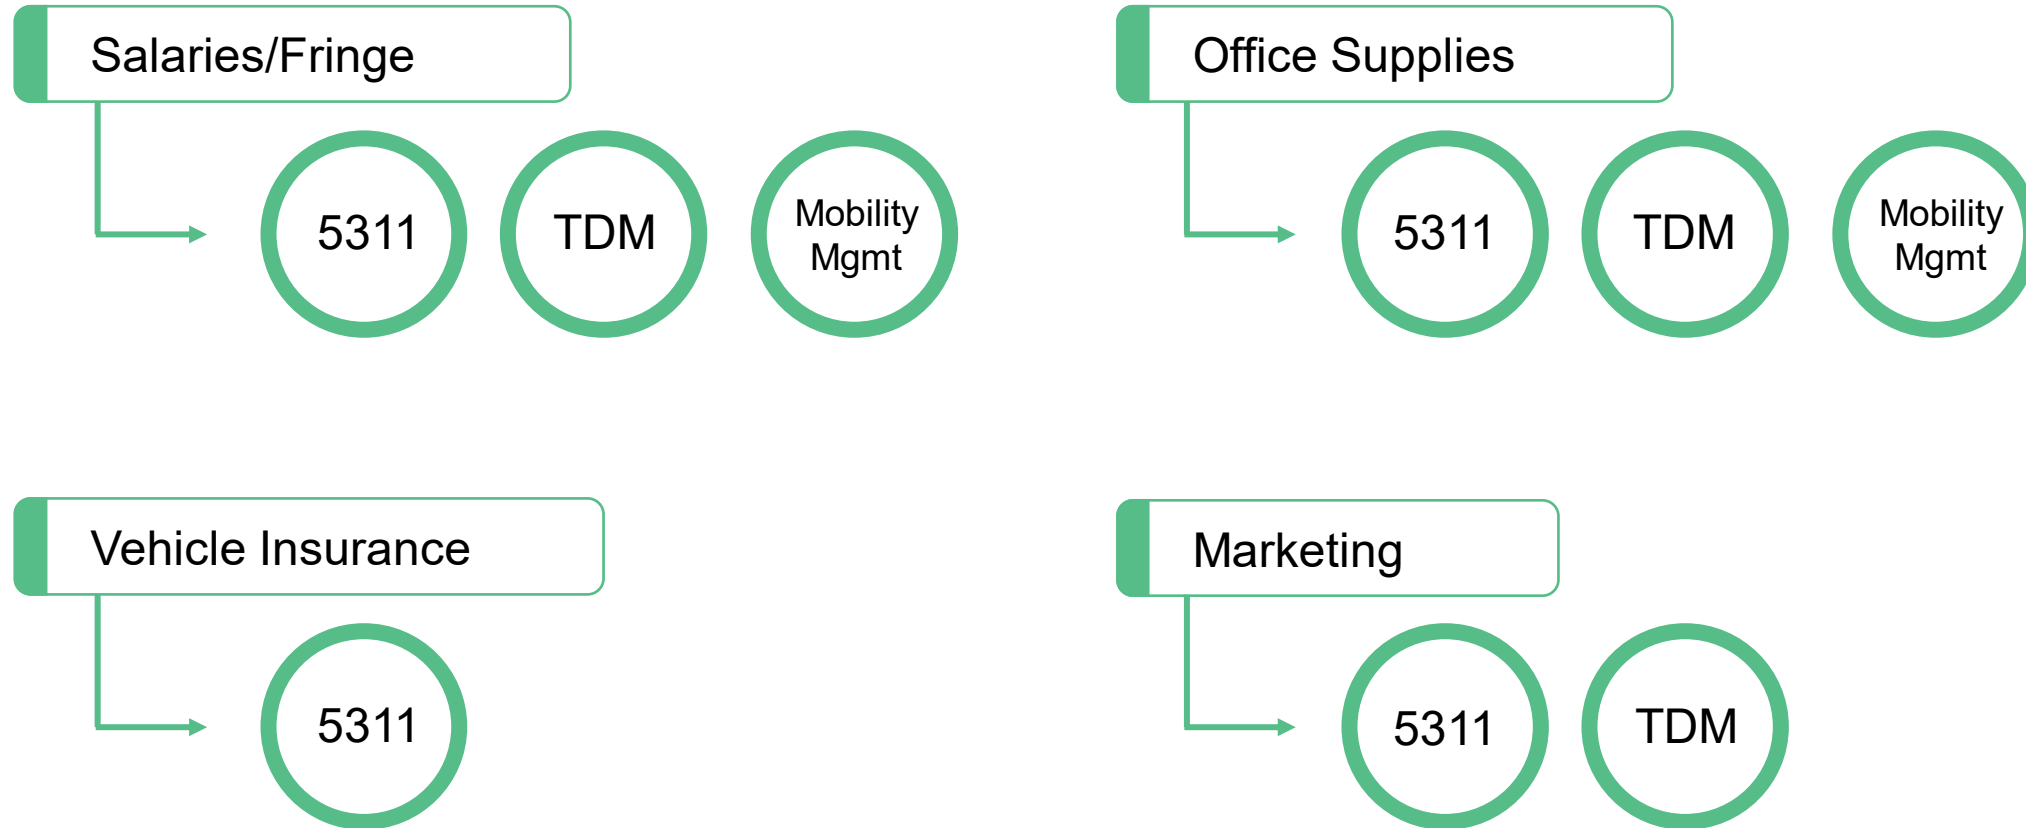 Salaries/Fringe
5311
TDM
Mobility
Mgmt
Office Supplies
5311
TDM
Mobility
Mgmt
Vehicle Insurance
5311
Marketing
5311
TDM